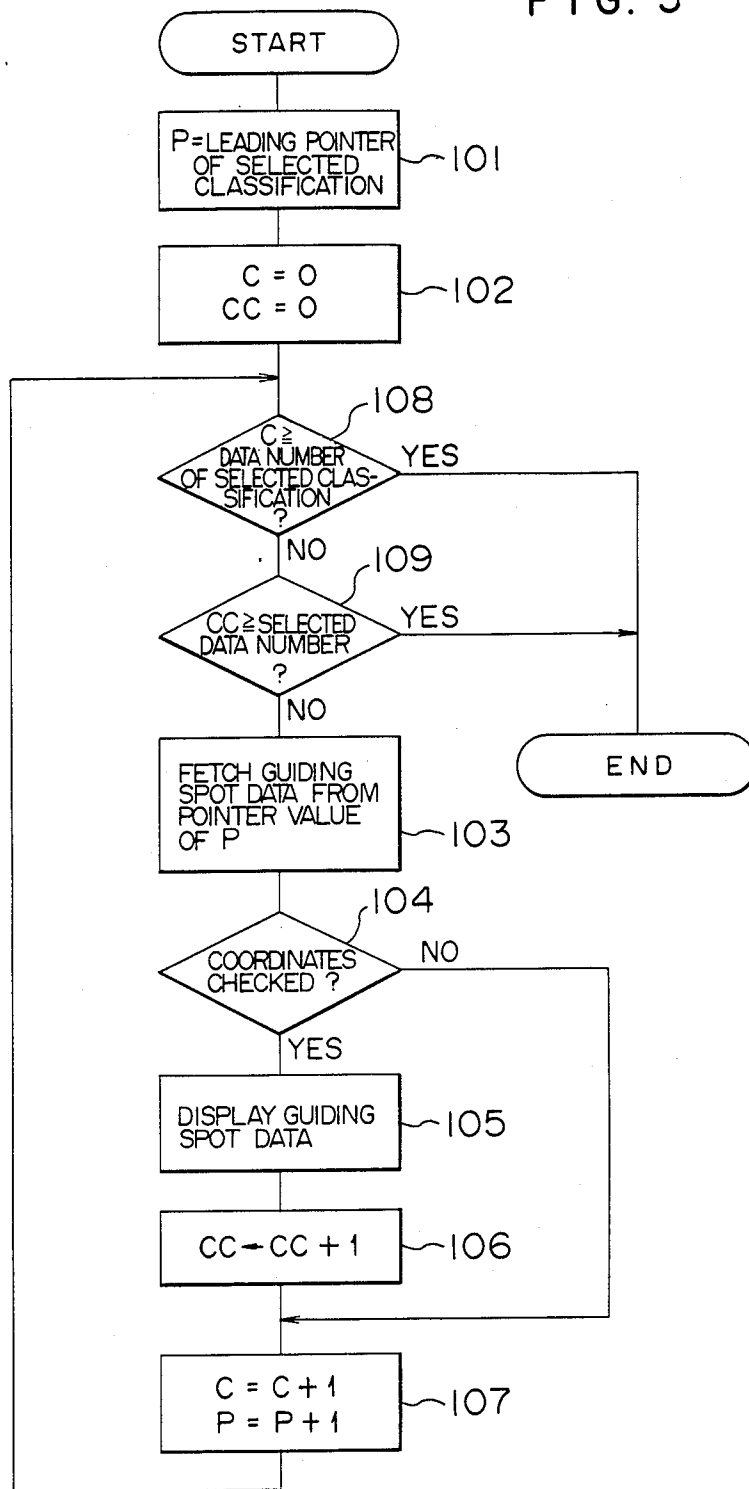 FIG. 5
START
P=LEADING POINTER
OF SELECTED
CLASSIFICATION
101
C = 0
CC = 0
102
108
C≧
DATA NUMBER
OF SELECTED CLAS-
SIFICATION
?
YES
NO
109
CC≧SELECTED
DATA NUMBER
?
YES
NO
FETCH GUIDING
SPOT DATA FROM
POINTER VALUE
OF P
103
END
104
COORDINATES
CHECKED ?
NO
YES
DISPLAY GUIDING
SPOT DATA
105
CC←CC + 1
106
C = C + 1
P = P + 1
107